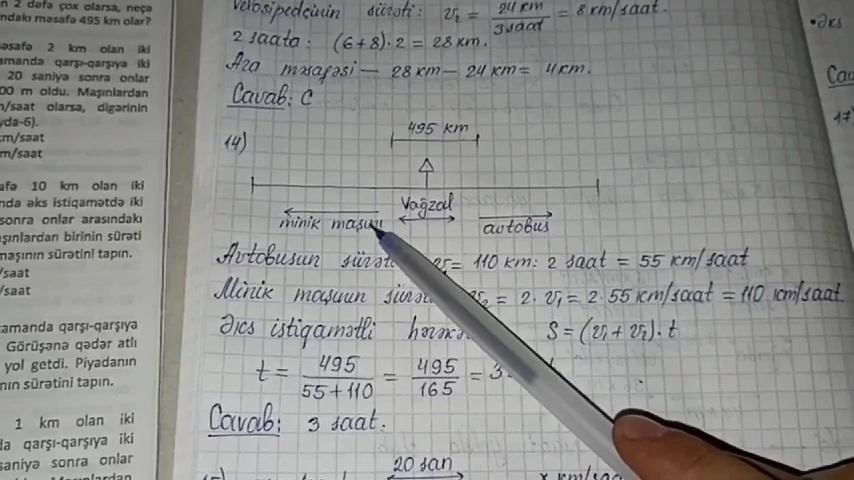 n 2 dəfə çox olarsa, neçə
ndakı məsafə 495 km olar?
əsafə 2 km olan iki
amanda qarşı-qarşıya iki
20 saniyə sonra onlar
00 m oldu. Maşınlardan
/saat olarsa, digərinin
yda-6).
km/saat
m/saat
afə 10 km olan iki
nda əks istiqamətdə iki
sonra onlar arasındakı
şınlardan birinin sürəti
maşının sürətini tapın.
/saat
/saat
zamanda qarşı-qarşıya
Görüşənə qədər atlı
yol getdi. Piyadanın
nın sürətini tapın.
1 km olan iki
da qarşı-qarşıya iki
saniyə sonra onlar
Velosipedçinin sürəti: v₂ = 24 km / 3 saat = 8 km/saat.
2 saata: (6+8)·2 = 28 km.
Ara məsafəsi — 28 km — 24 km = 4 km.
Cavab: C
14)
495 km
Vağzal
minik maşını
avtobus
Avtobusun sürəti = 110 km : 2 saat = 55 km/saat
Minik maşının = 2·v₁ = 2·55 km/saat = 110 km/saat
Əks istiqamətli S = (v₁ + v₂)·t
t = 495 / 55+110 = 495 / 165 = 3
Cavab: 3 saat.
20 san
•Əks
17)